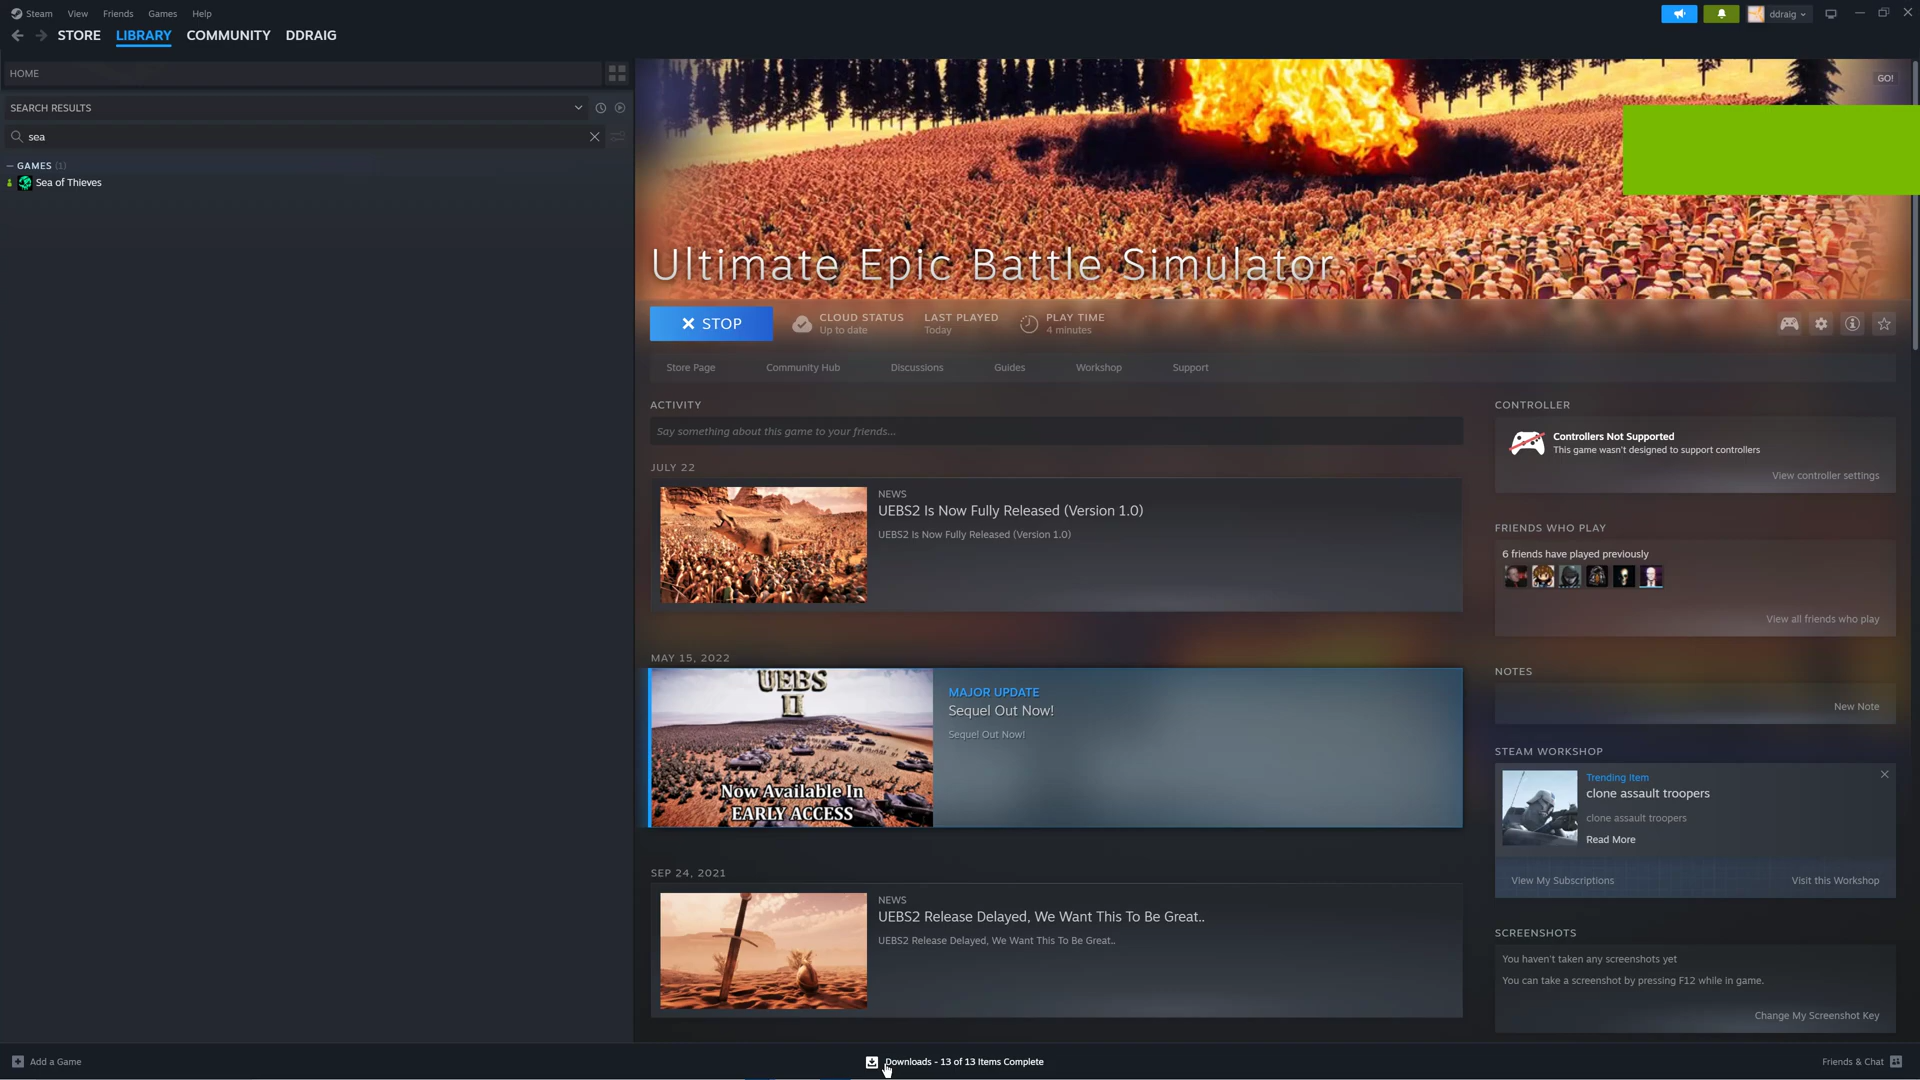 Steam View Friends Games Help
ddraig
STORE LIBRARY COMMUNITY DDRAIG
HOME
GO!
SEARCH RESULTS
sea
GAMES (1)
Sea of Thieves
Ultimate Epic Battle Simulator
STOP
CLOUD STATUS
Up to date
LAST PLAYED
Today
PLAY TIME
4 minutes
Store Page Community Hub Discussions Guides Workshop Support
ACTIVITY
Say something about this game to your friends...
JULY 22
NEWS
UEBS2 Is Now Fully Released (Version 1.0)
UEBS2 Is Now Fully Released (Version 1.0)
MAY 15, 2022
UEBS
II
Now Available In
EARLY ACCESS
MAJOR UPDATE
Sequel Out Now!
Sequel Out Now!
SEP 24, 2021
NEWS
UEBS2 Release Delayed, We Want This To Be Great..
UEBS2 Release Delayed, We Want This To Be Great..
CONTROLLER
Controllers Not Supported
This game wasn't designed to support controllers
View controller settings
FRIENDS WHO PLAY
6 friends have played previously
View all friends who play
NOTES
New Note
STEAM WORKSHOP
Trending Item
clone assault troopers
clone assault troopers
Read More
View My Subscriptions Visit this Workshop
SCREENSHOTS
You haven't taken any screenshots yet
You can take a screenshot by pressing F12 while in game.
Change My Screenshot Key
Add a Game
Downloads - 13 of 13 Items Complete
Friends & Chat